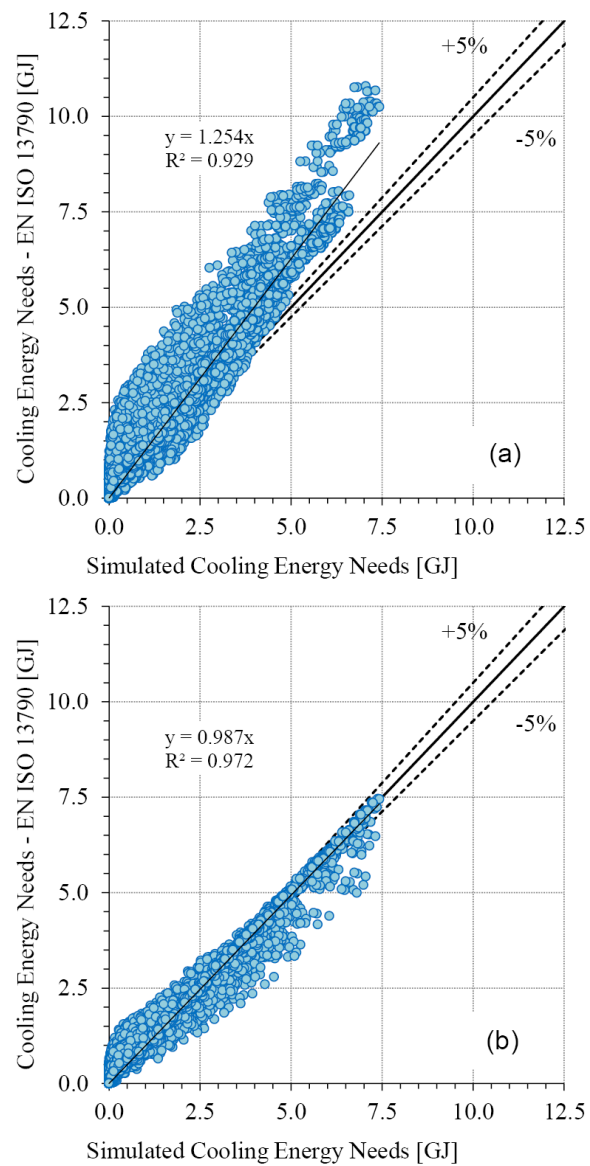 12.5
10.0
7.5
5.0
2.5
0.0
Cooling Energy Needs - EN ISO 13790 [GJ]
+5%
-5%
y = 1.254x
R² = 0.929
(a)
0.0 2.5 5.0 7.5 10.0 12.5
Simulated Cooling Energy Needs [GJ]
12.5
10.0
7.5
5.0
2.5
0.0
Cooling Energy Needs - EN ISO 13790 [GJ]
+5%
-5%
y = 0.987x
R² = 0.972
(b)
0.0 2.5 5.0 7.5 10.0 12.5
Simulated Cooling Energy Needs [GJ]